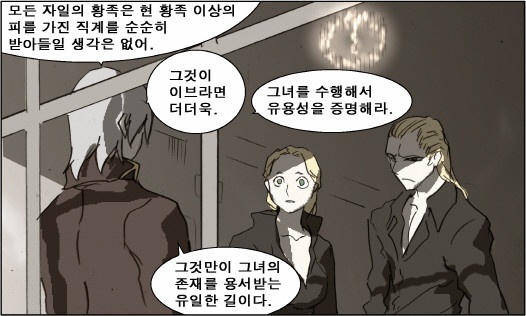 모든 자일의 황족은 현 황족 이상의
피를 가진 직계를 순순히
받아들일 생각은 없어.
그것이
이브라면
더더욱.
그녀를 수행해서
유용성을 증명해라.
그것만이 그녀의
존재를 용서받는
유일한 길이다.